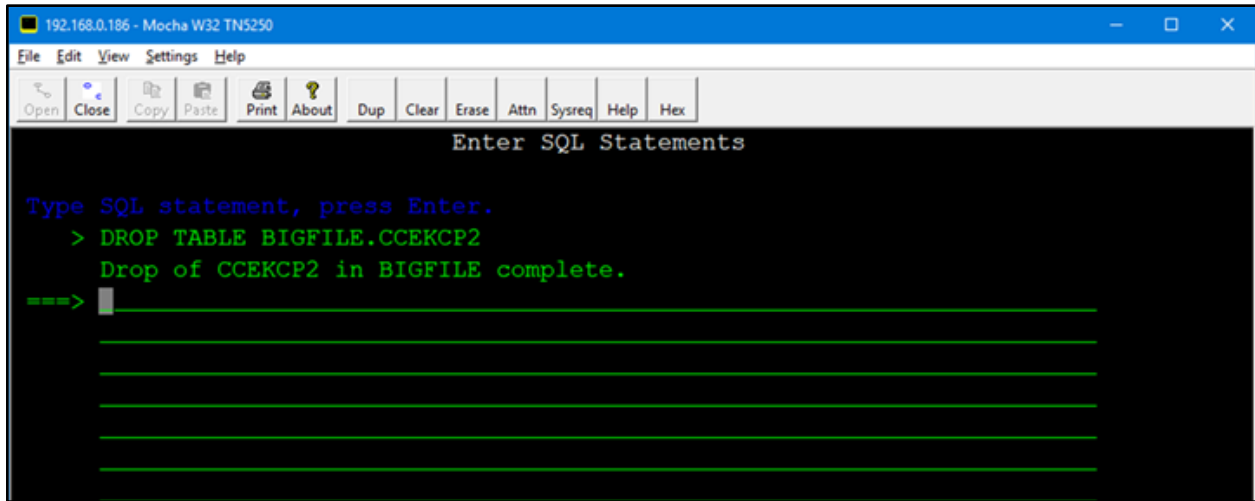 192.168.0.186 - Mocha W32 TN5250
File Edit View Settings Help
Open Close Copy Paste Print About Dup Clear Erase Attn Sysreq Help Hex
Enter SQL Statements
Type SQL statement, press Enter.
> DROP TABLE BIGFILE.CCEKCP2
Drop of CCEKCP2 in BIGFILE complete.
===>